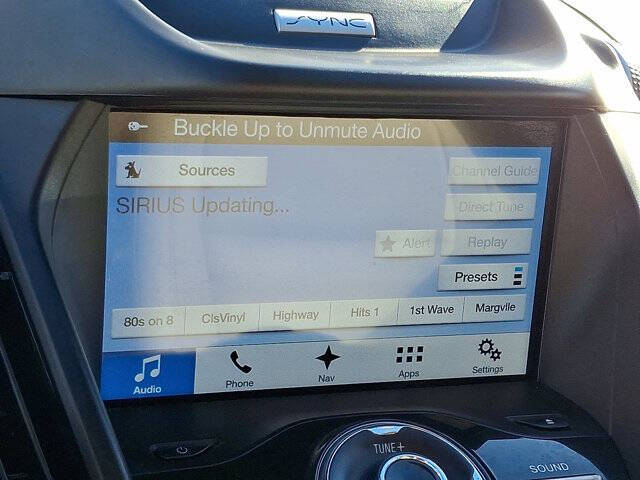 SYNC
Buckle Up to Unmute Audio
Sources
Channel Guide
SIRIUS Updating...
Direct Tune
Alert
Replay
Presets
80s on 8 ClsVinyl Highway Hits 1 1st Wave Margvlle
Audio Phone Nav Apps Settings
TUNE+
SOUND